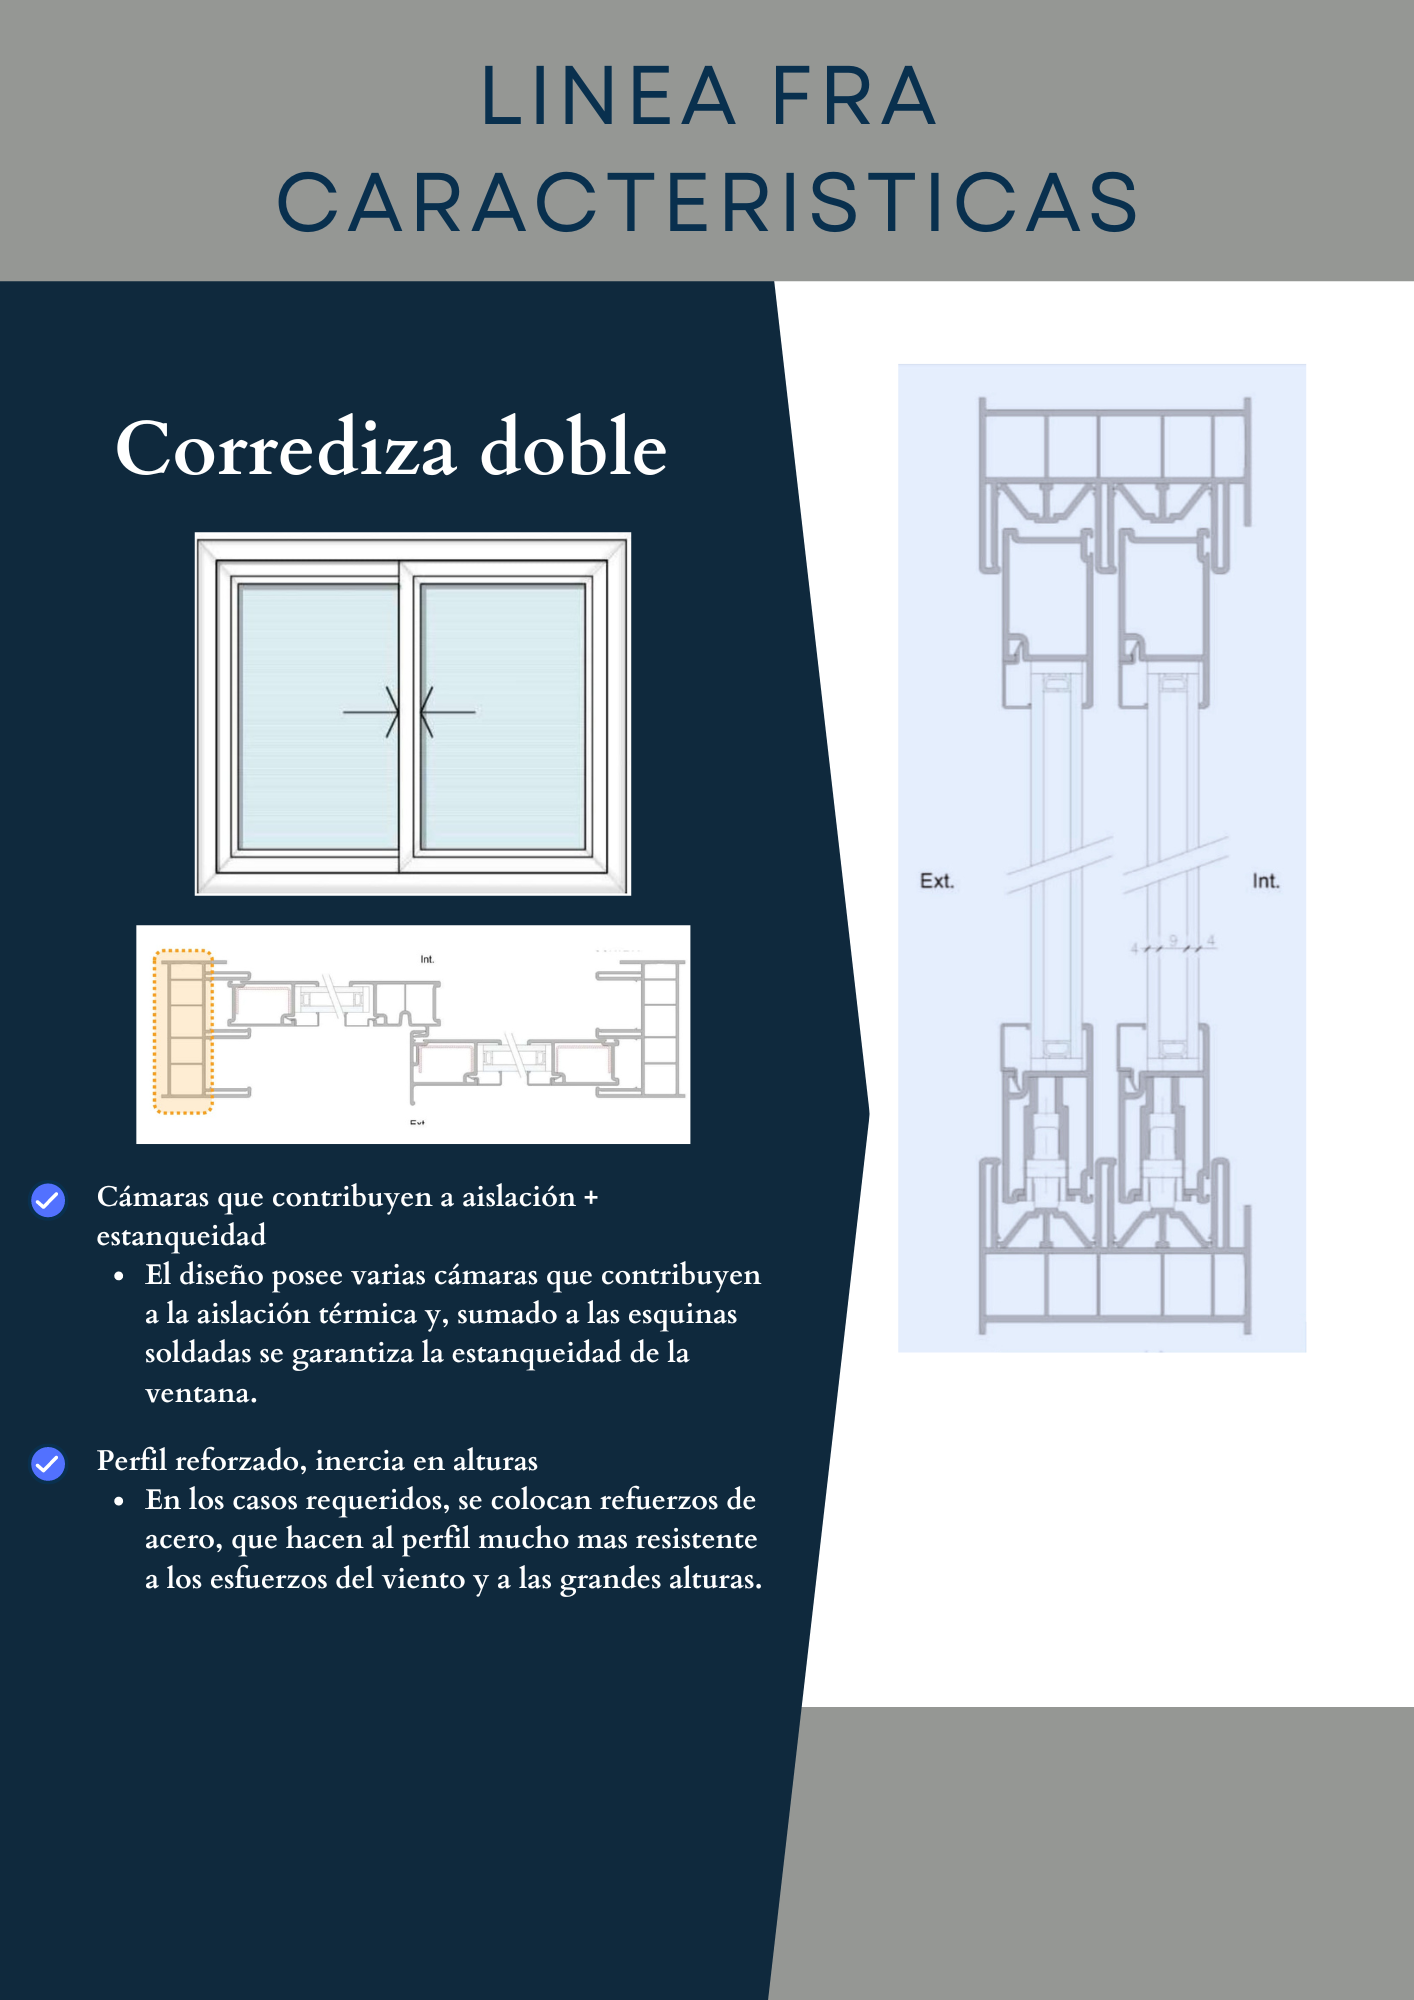 LINEA FRA
CARACTERISTICAS
Corrediza doble
Int.
Cámaras que contribuyen a aislación +
estanqueidad
• El diseño posee varias cámaras que contribuyen
a la aislación térmica y, sumado a las esquinas
soldadas se garantiza la estanqueidad de la
ventana.
Perfil reforzado, inercia en alturas
• En los casos requeridos, se colocan refuerzos de
acero, que hacen al perfil mucho mas resistente
a los esfuerzos del viento y a las grandes alturas.
Ext.
Int.
4 9 4